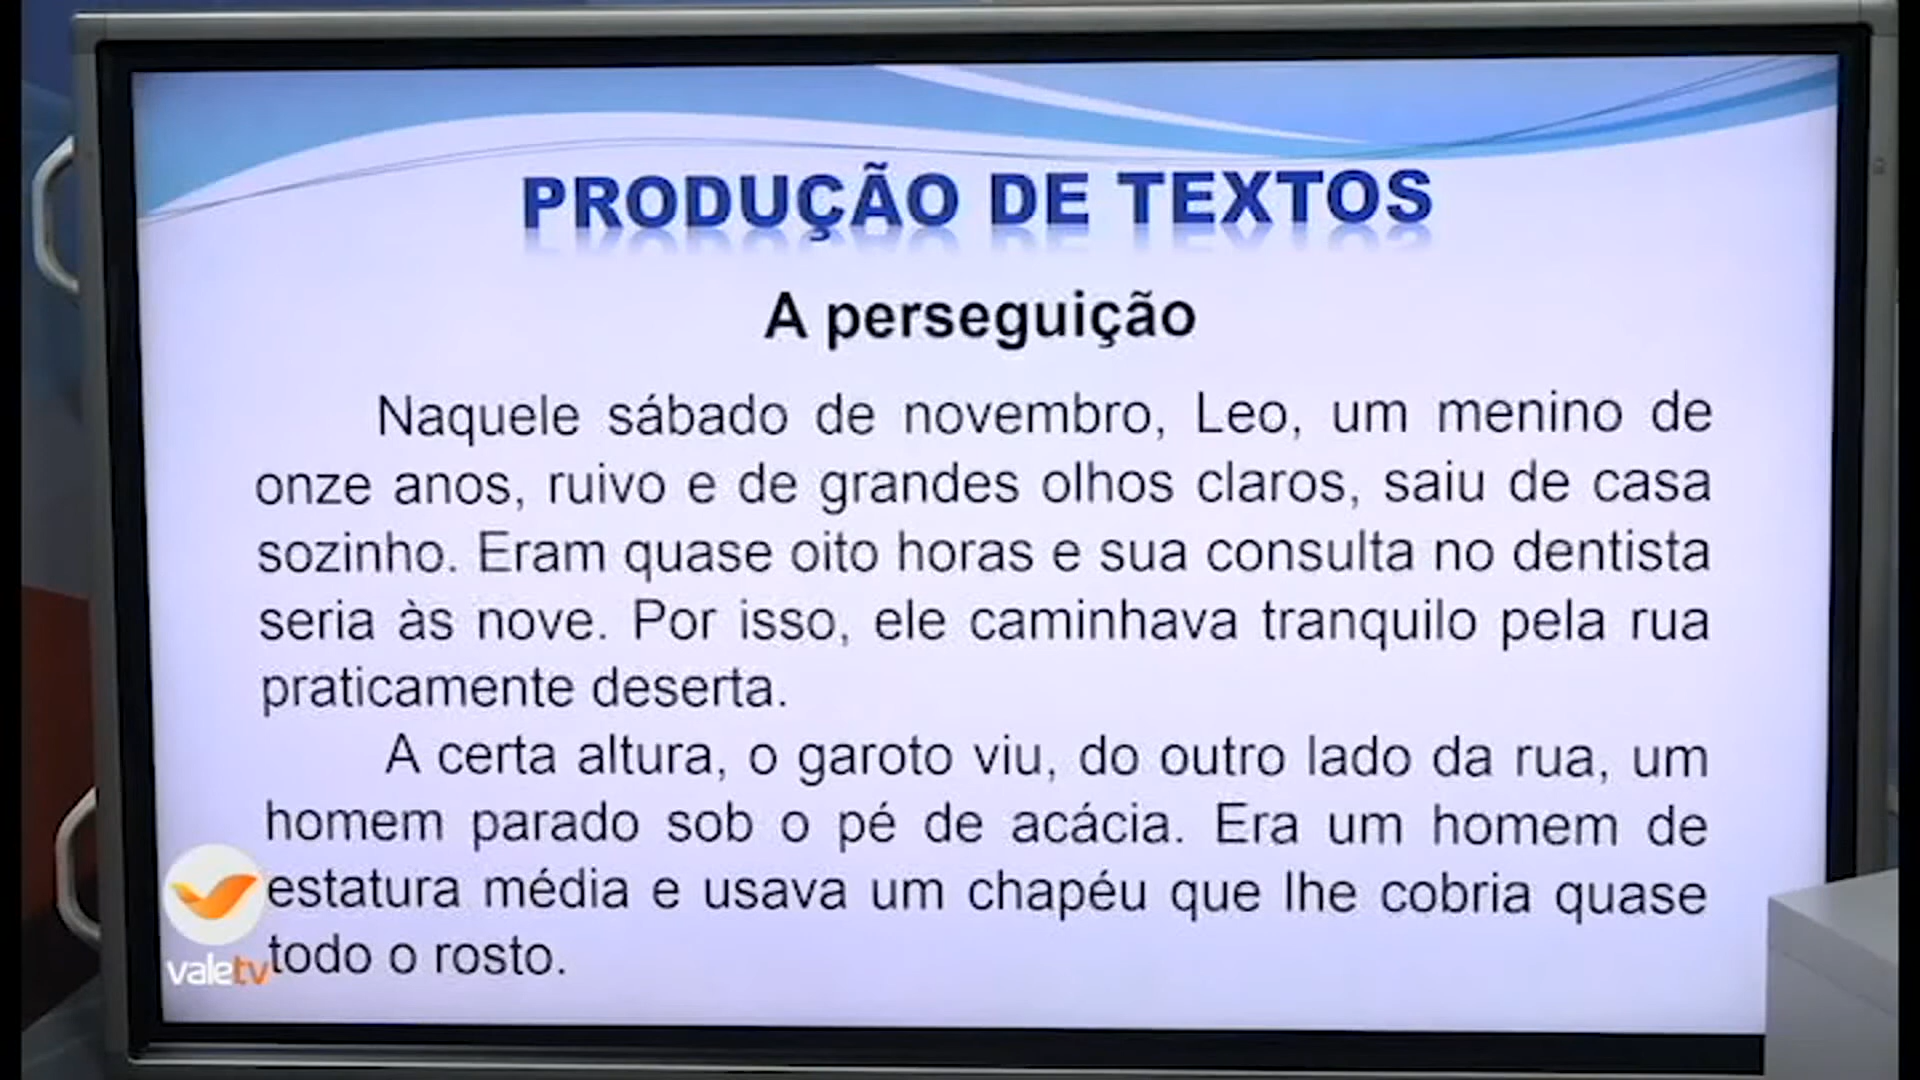 PRODUÇÃO DE TEXTOS
A perseguição
Naquele sábado de novembro, Leo, um menino de
onze anos, ruivo e de grandes olhos claros, saiu de casa
sozinho. Eram quase oito horas e sua consulta no dentista
seria às nove. Por isso, ele caminhava tranquilo pela rua
praticamente deserta.
A certa altura, o garoto viu, do outro lado da rua, um
homem parado sob o pé de acácia. Era um homem de
estatura média e usava um chapéu que lhe cobria quase
todo o rosto.
valetv